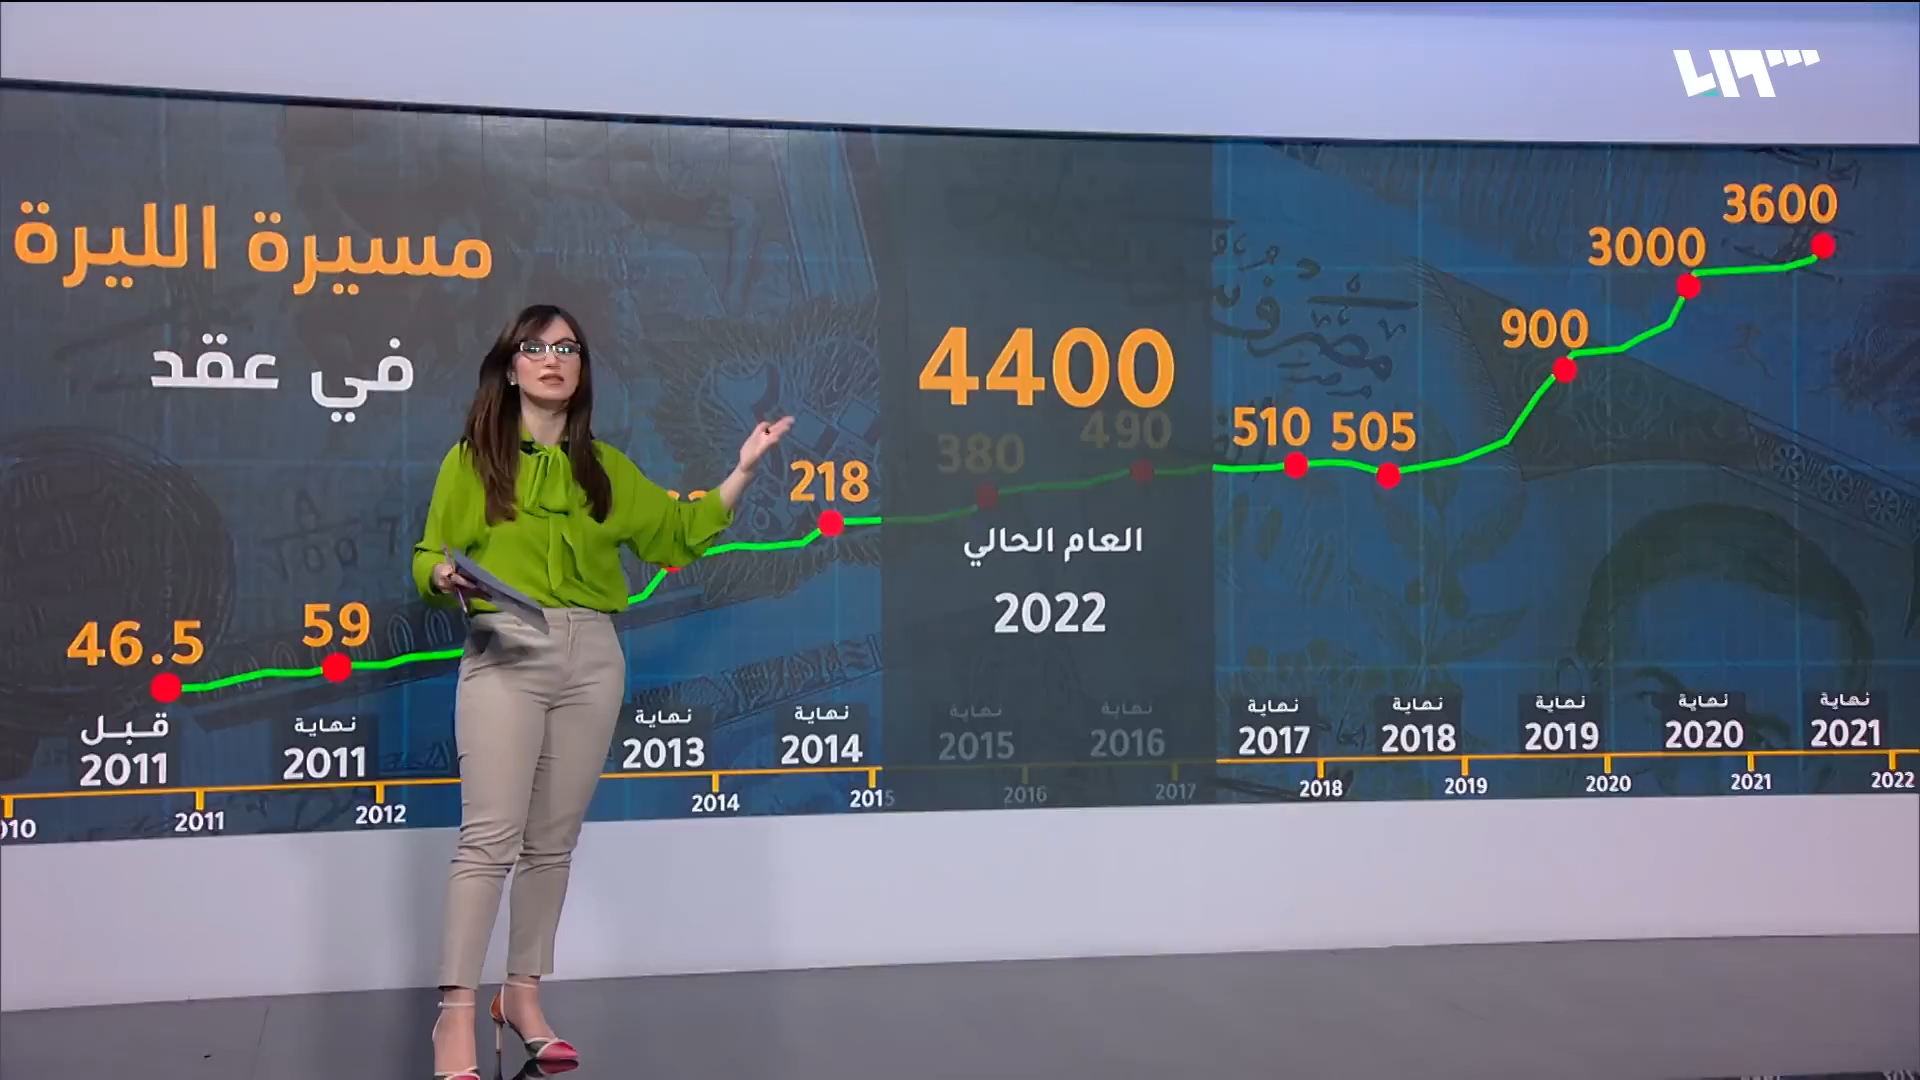 سوريا
مسيرة الليرة
في عقد
4400
العام الحالي
2022
46.5
59
218
380
490
510
505
900
3000
3600
قبل
2011
نهاية
2011
نهاية
2013
نهاية
2014
نهاية
2015
نهاية
2016
نهاية
2017
نهاية
2018
نهاية
2019
نهاية
2020
نهاية
2021
2011
2012
2014
2015
2016
2017
2018
2019
2020
2021
2022
مصرف